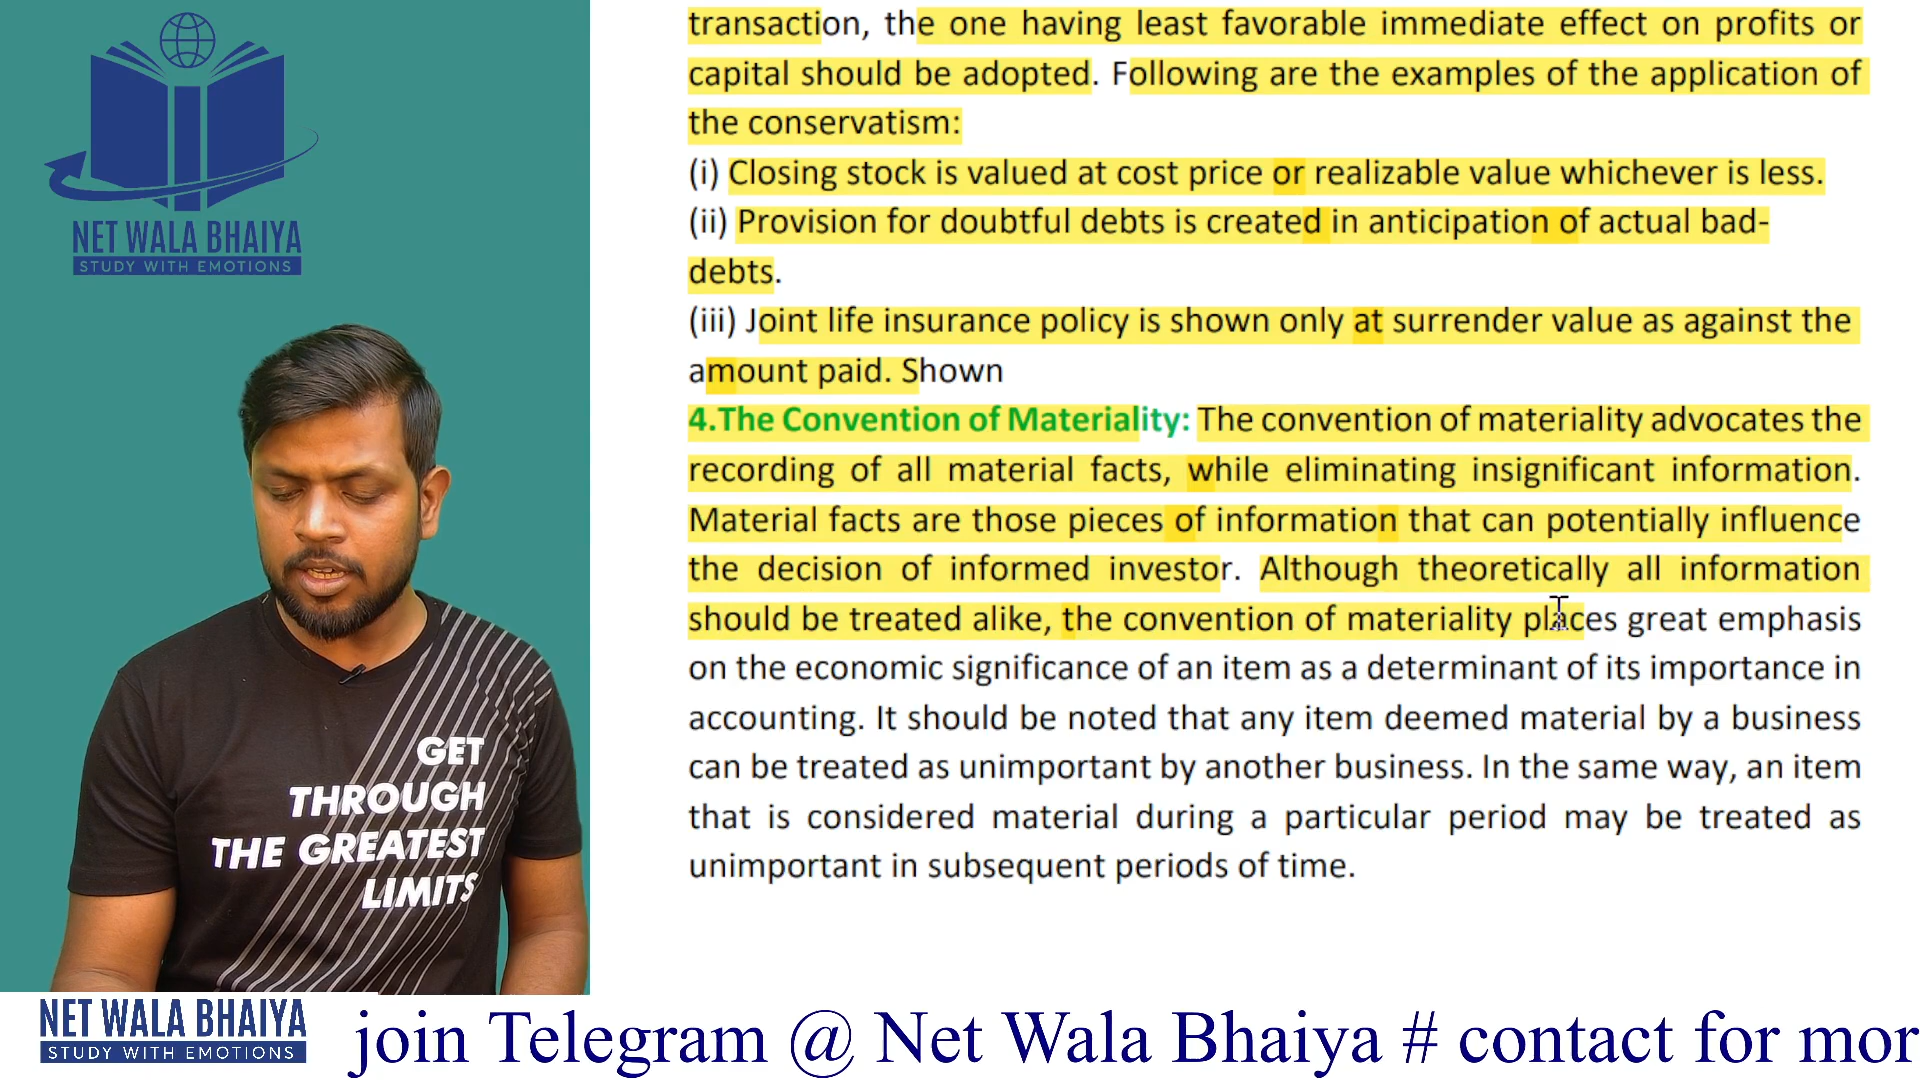 NET WALA BHAIYA
STUDY WITH EMOTIONS
transaction, the one having least favorable immediate effect on profits or
capital should be adopted. Following are the examples of the application of
the conservatism:
(i) Closing stock is valued at cost price or realizable value whichever is less.
(ii) Provision for doubtful debts is created in anticipation of actual bad-
debts.
(iii) Joint life insurance policy is shown only at surrender value as against the
amount paid. Shown
4.The Convention of Materiality: The convention of materiality advocates the
recording of all material facts, while eliminating insignificant information.
Material facts are those pieces of information that can potentially influence
the decision of informed investor. Although theoretically all information
should be treated alike, the convention of materiality places great emphasis
on the economic significance of an item as a determinant of its importance in
accounting. It should be noted that any item deemed material by a business
can be treated as unimportant by another business. In the same way, an item
that is considered material during a particular period may be treated as
unimportant in subsequent periods of time.
GET
THROUGH
THE GREATEST
LIMITS
NET WALA BHAIYA
STUDY WITH EMOTIONS
join Telegram @ Net Wala Bhaiya # contact for mor